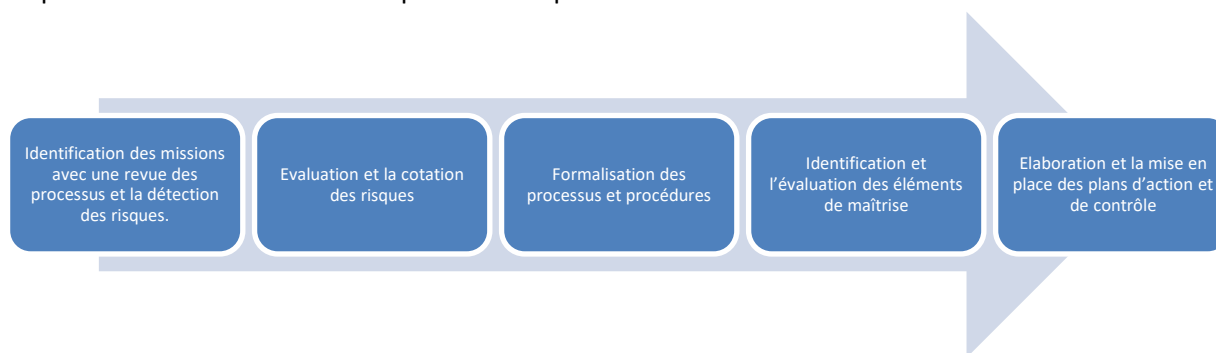 Identification des missions
avec une revue des
processus et la détection
des risques.
Evaluation et la cotation
des risques
Formalisation des
processus et procédures
Identification et
l'évaluation des éléments
de maîtrise
Elaboration et la mise en
place des plans d'action et
de contrôle